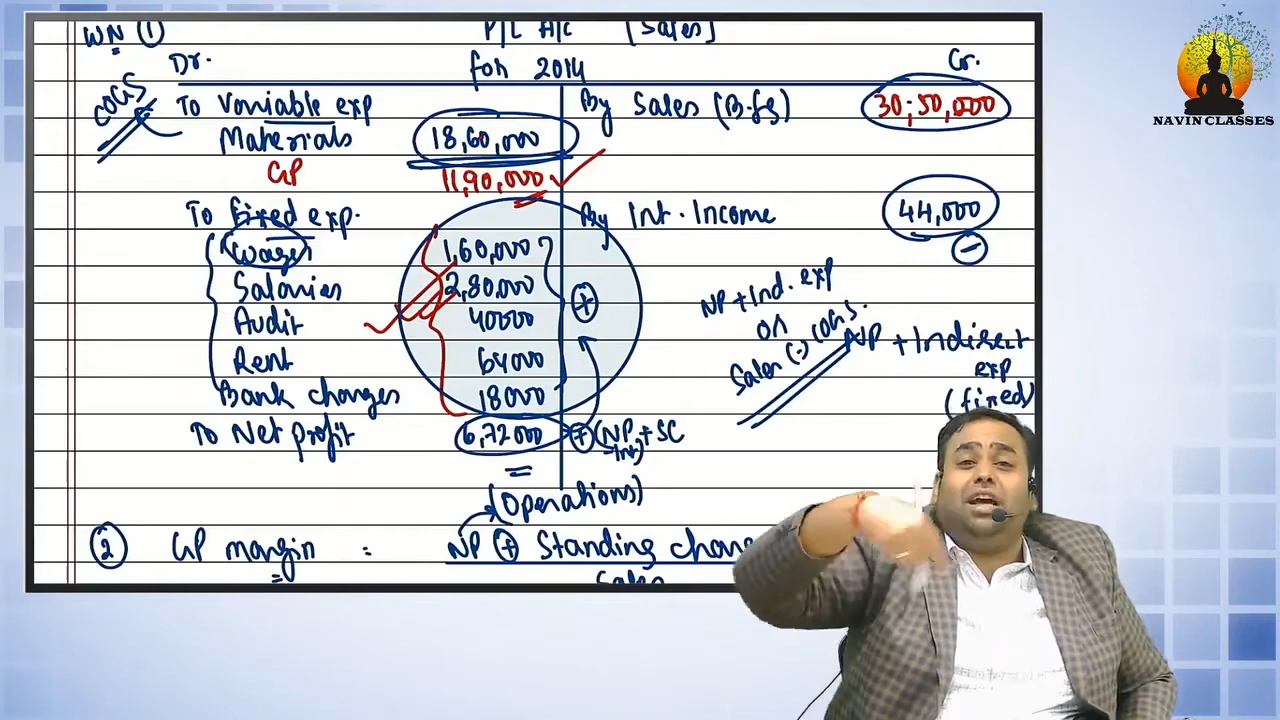 WN ① P/L A/C [Sales]
Dr. for 2014 Cr.
COGS
To Variable exp By Sales (B.fg) 30,50,000
Materials 18,60,000
GP 11,90,000
To Fixed exp. By Int. Income 44,000
Wages 1,60,000 −
Salaries 2,80,000
Audit 40000 +
Rent 64000
Bank charges 18000
To Net profit 6,72000 + (NP - Int) + SC
(Operations)
NP + Ind. exp
or
Sales (-) COGS.
NP + Indirect
exp
(fixed)
② GP margin = NP + Standing
Sales
NAVIN CLASSES